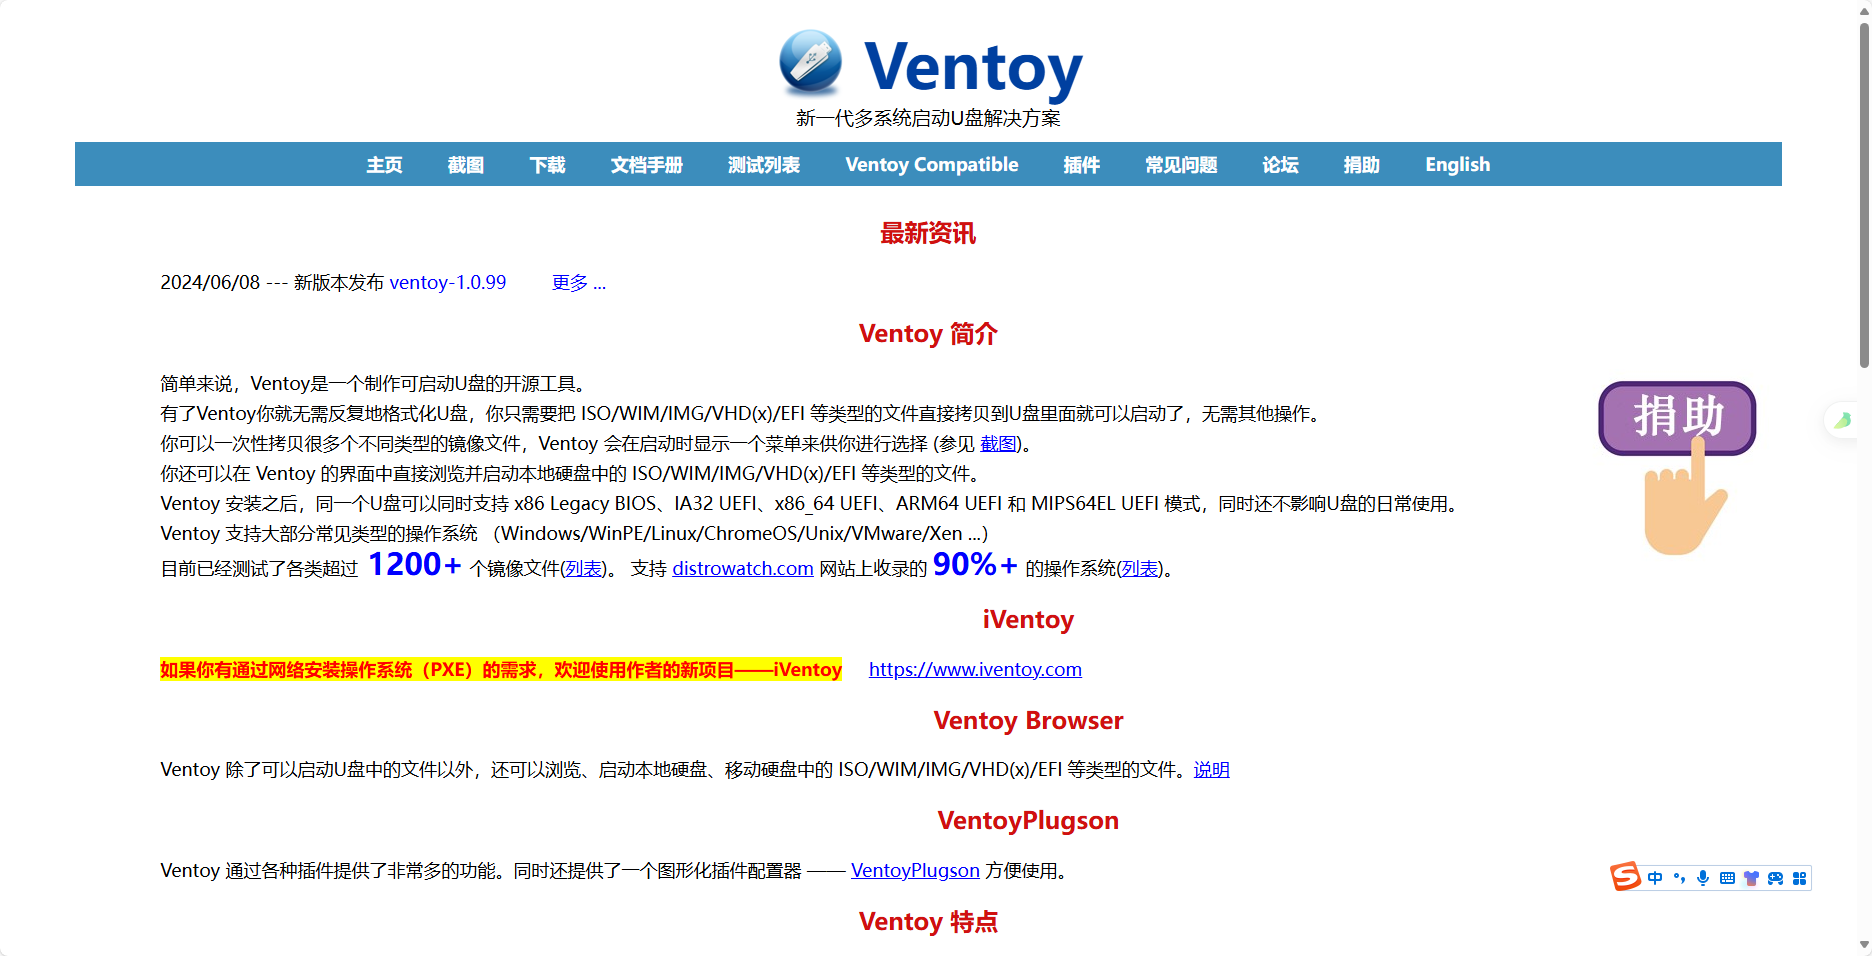 Ventoy
新一代多系统启动U盘解决方案
主页 截图 下载 文档手册 测试列表 Ventoy Compatible 插件 常见问题 论坛 捐助 English
最新资讯
2024/06/08 --- 新版本发布 ventoy-1.0.99 更多 ...
Ventoy 简介
简单来说，Ventoy是一个制作可启动U盘的开源工具。
有了Ventoy你就无需反复地格式化U盘，你只需要把 ISO/WIM/IMG/VHD(x)/EFI 等类型的文件直接拷贝到U盘里面就可以启动了，无需其他操作。
你可以一次性拷贝很多个不同类型的镜像文件，Ventoy 会在启动时显示一个菜单来供你进行选择 (参见 截图)。
你还可以在 Ventoy 的界面中直接浏览并启动本地硬盘中的 ISO/WIM/IMG/VHD(x)/EFI 等类型的文件。
Ventoy 安装之后，同一个U盘可以同时支持 x86 Legacy BIOS、IA32 UEFI、x86_64 UEFI、ARM64 UEFI 和 MIPS64EL UEFI 模式，同时还不影响U盘的日常使用。
Ventoy 支持大部分常见类型的操作系统 （Windows/WinPE/Linux/ChromeOS/Unix/VMware/Xen ...）
目前已经测试了各类超过 1200+ 个镜像文件(列表)。 支持 distrowatch.com 网站上收录的 90%+ 的操作系统(列表)。
捐助
iVentoy
如果你有通过网络安装操作系统（PXE）的需求，欢迎使用作者的新项目——iVentoy https://www.iventoy.com
Ventoy Browser
Ventoy 除了可以启动U盘中的文件以外，还可以浏览、启动本地硬盘、移动硬盘中的 ISO/WIM/IMG/VHD(x)/EFI 等类型的文件。说明
VentoyPlugson
Ventoy 通过各种插件提供了非常多的功能。同时还提供了一个图形化插件配置器 —— VentoyPlugson 方便使用。
S 中
Ventoy 特点